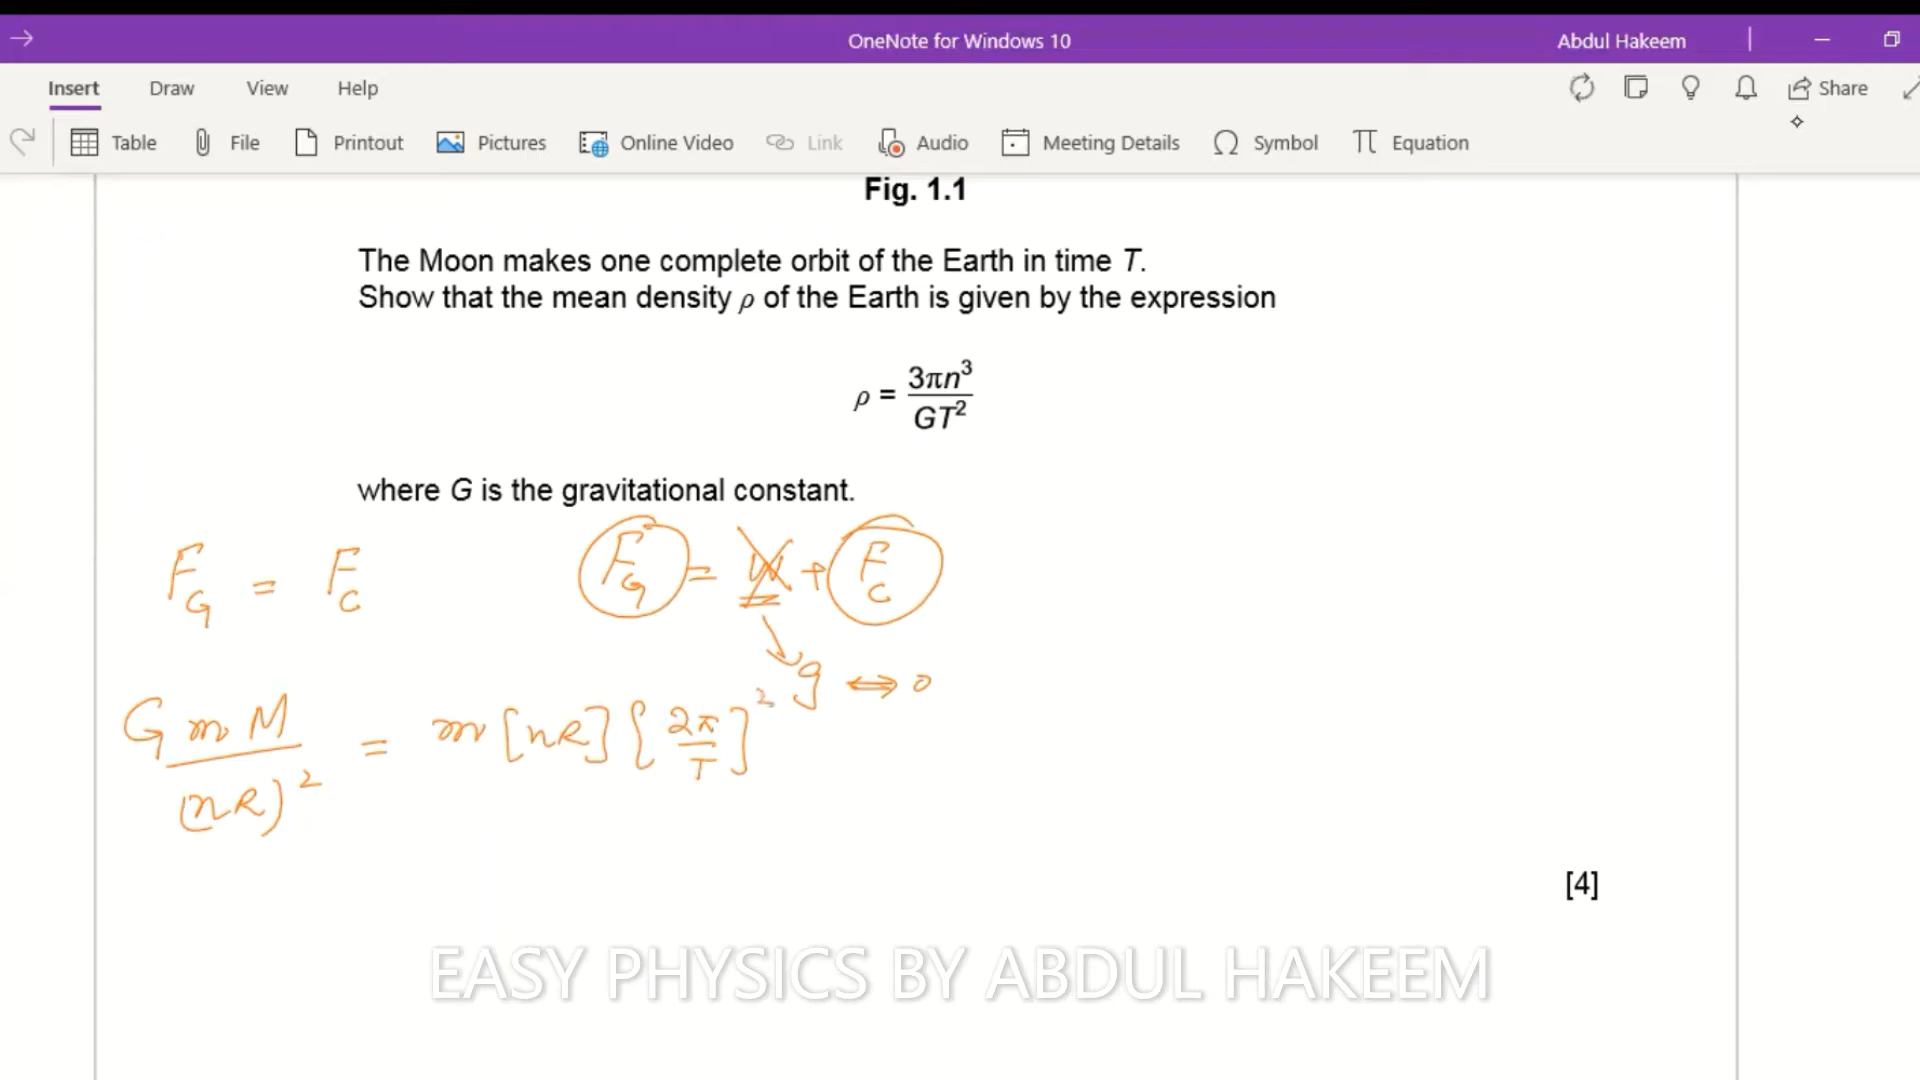 OneNote for Windows 10
Abdul Hakeem
Insert Draw View Help
Share
Table File Printout Pictures Online Video Link Audio Meeting Details Symbol Equation
Fig. 1.1
The Moon makes one complete orbit of the Earth in time T.
Show that the mean density ρ of the Earth is given by the expression
ρ = 3πn³ / GT²
where G is the gravitational constant.
F_G = F_C
F_G = W + F_C
g ⟺ 0
G m M / (nR)² = m [nR] [2π / T]²
[4]
EASY PHYSICS BY ABDUL HAKEEM